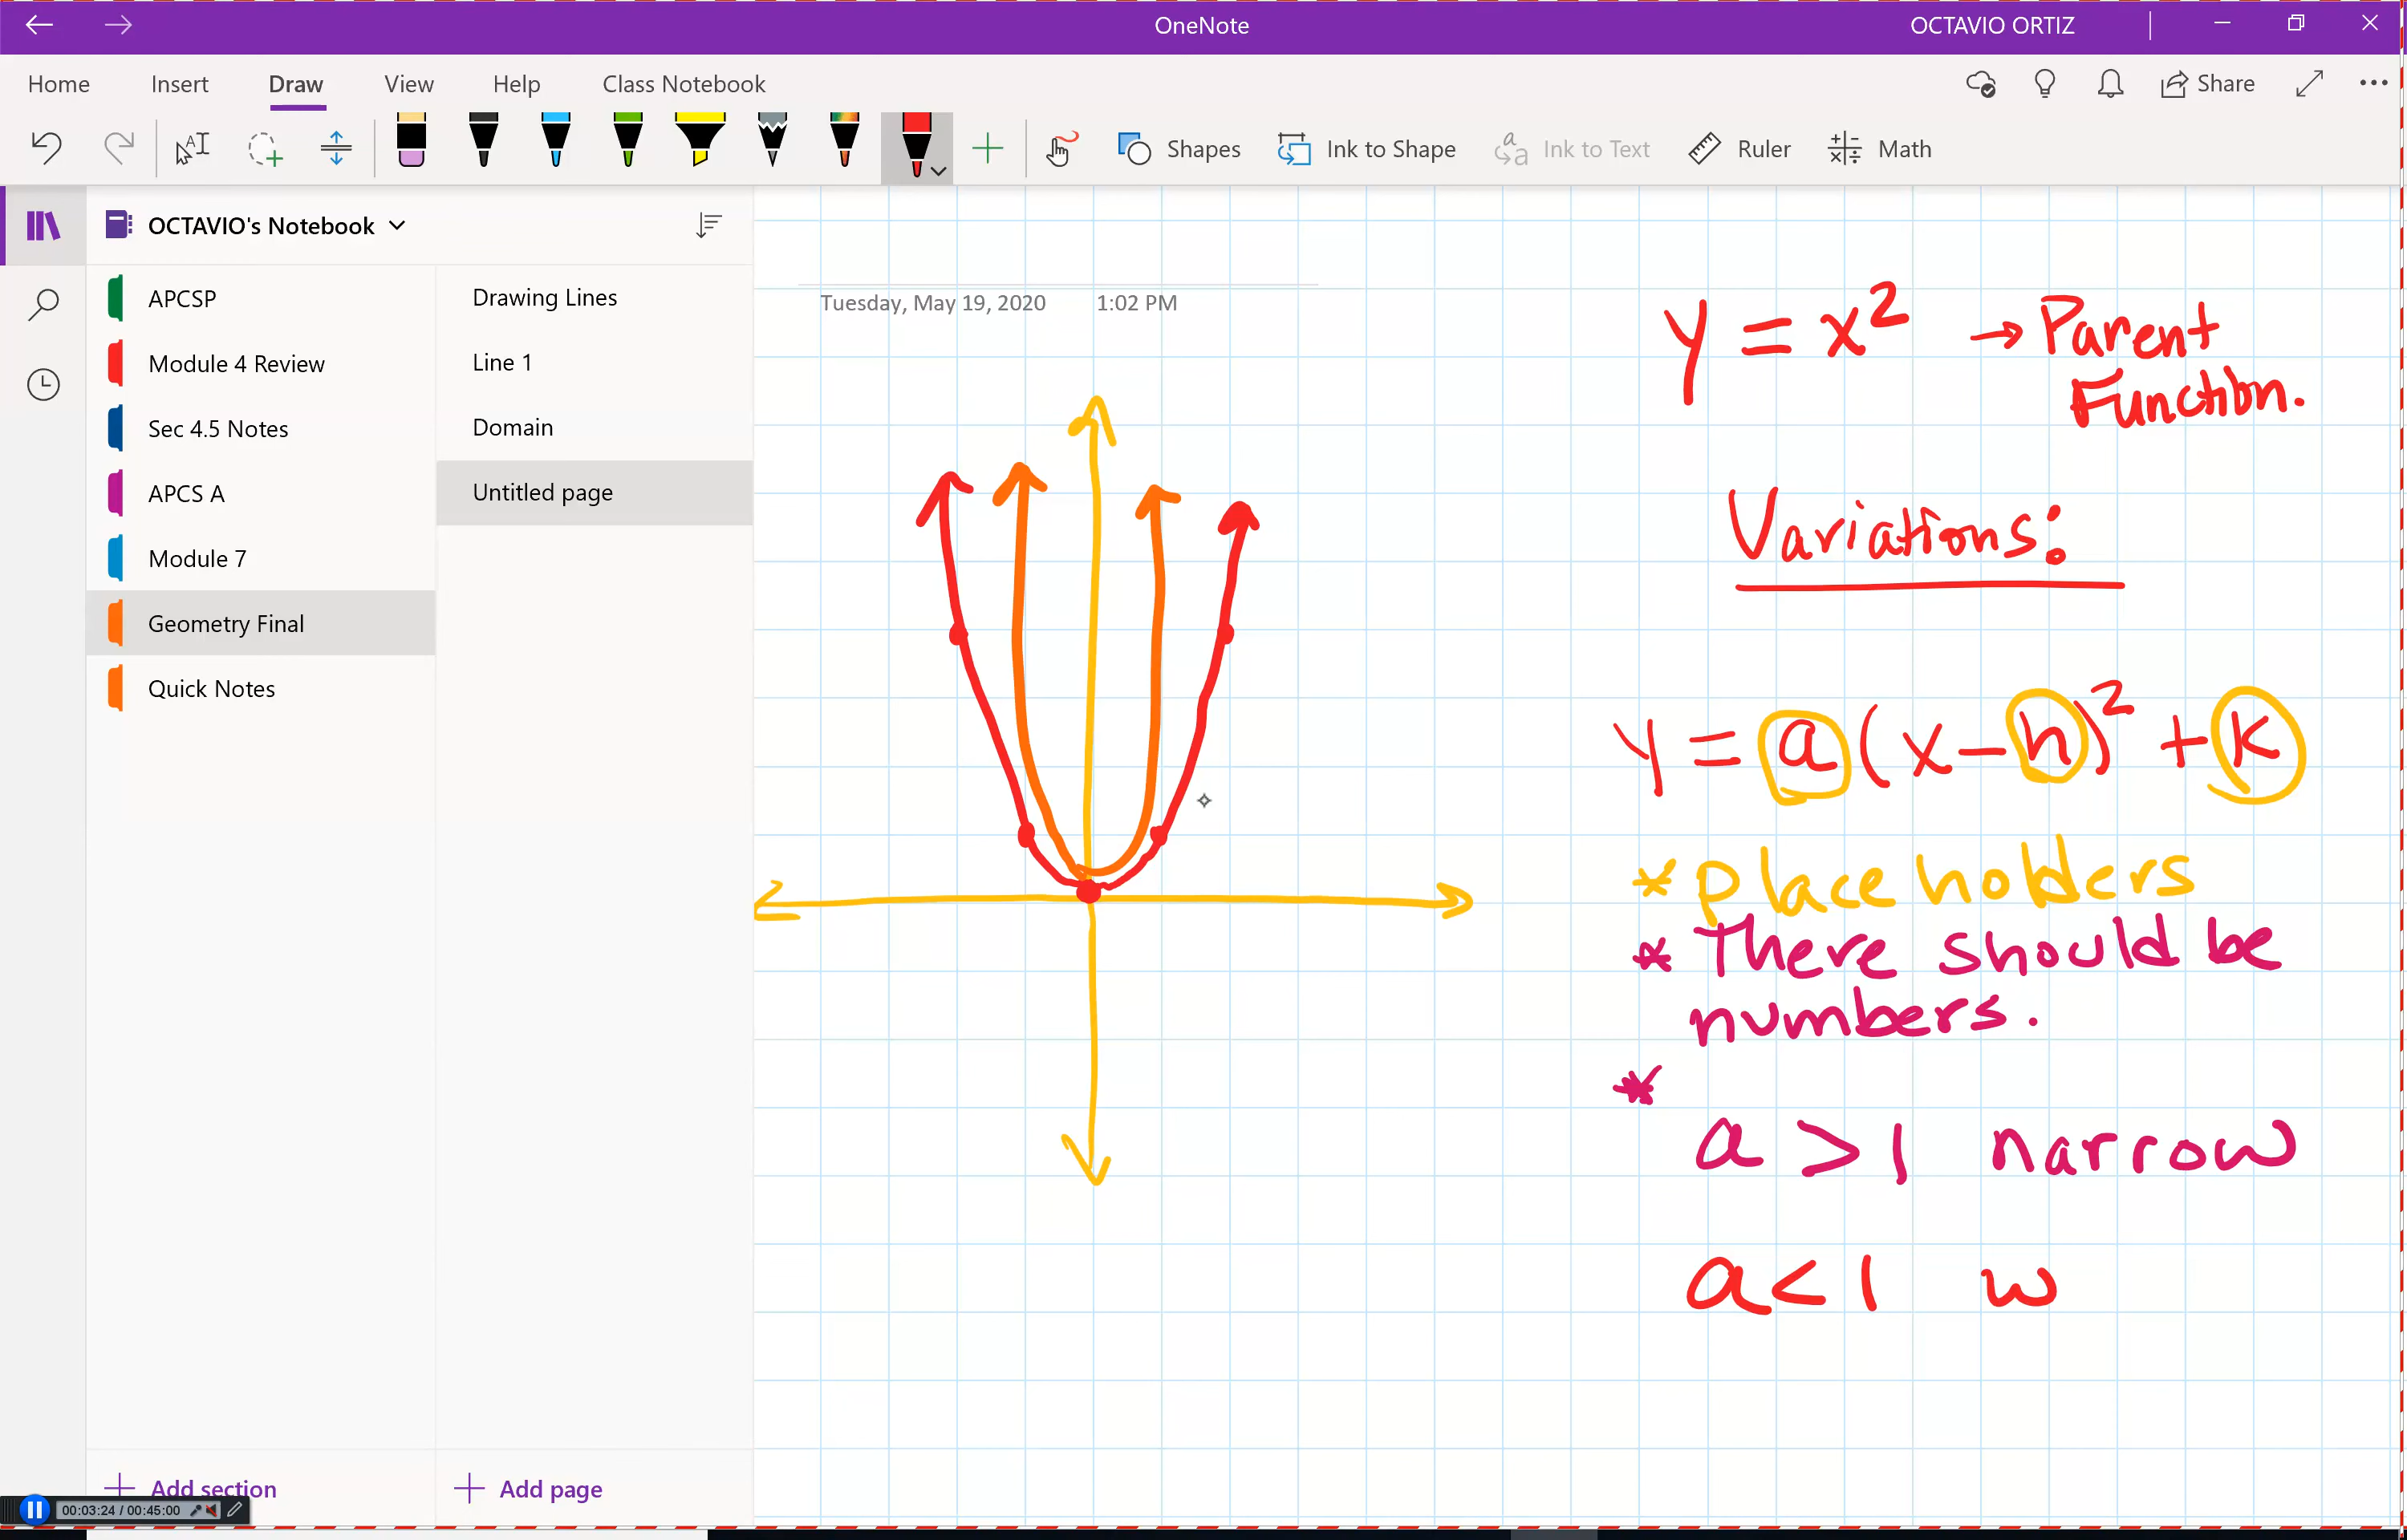 OneNote
OCTAVIO ORTIZ
Home Insert Draw View Help Class Notebook
Share
Shapes Ink to Shape Ink to Text Ruler Math
OCTAVIO's Notebook
APCSP
Module 4 Review
Sec 4.5 Notes
APCS A
Module 7
Geometry Final
Quick Notes
Add section
Drawing Lines
Line 1
Domain
Untitled page
Add page
Tuesday, May 19, 2020 1:02 PM
y = x² → Parent
Function.
Variations:
y = a(x-h)² + k
* place holders
* There should be
numbers.
*
a > 1 narrow
a < 1 w
00:03:24 / 00:45:00